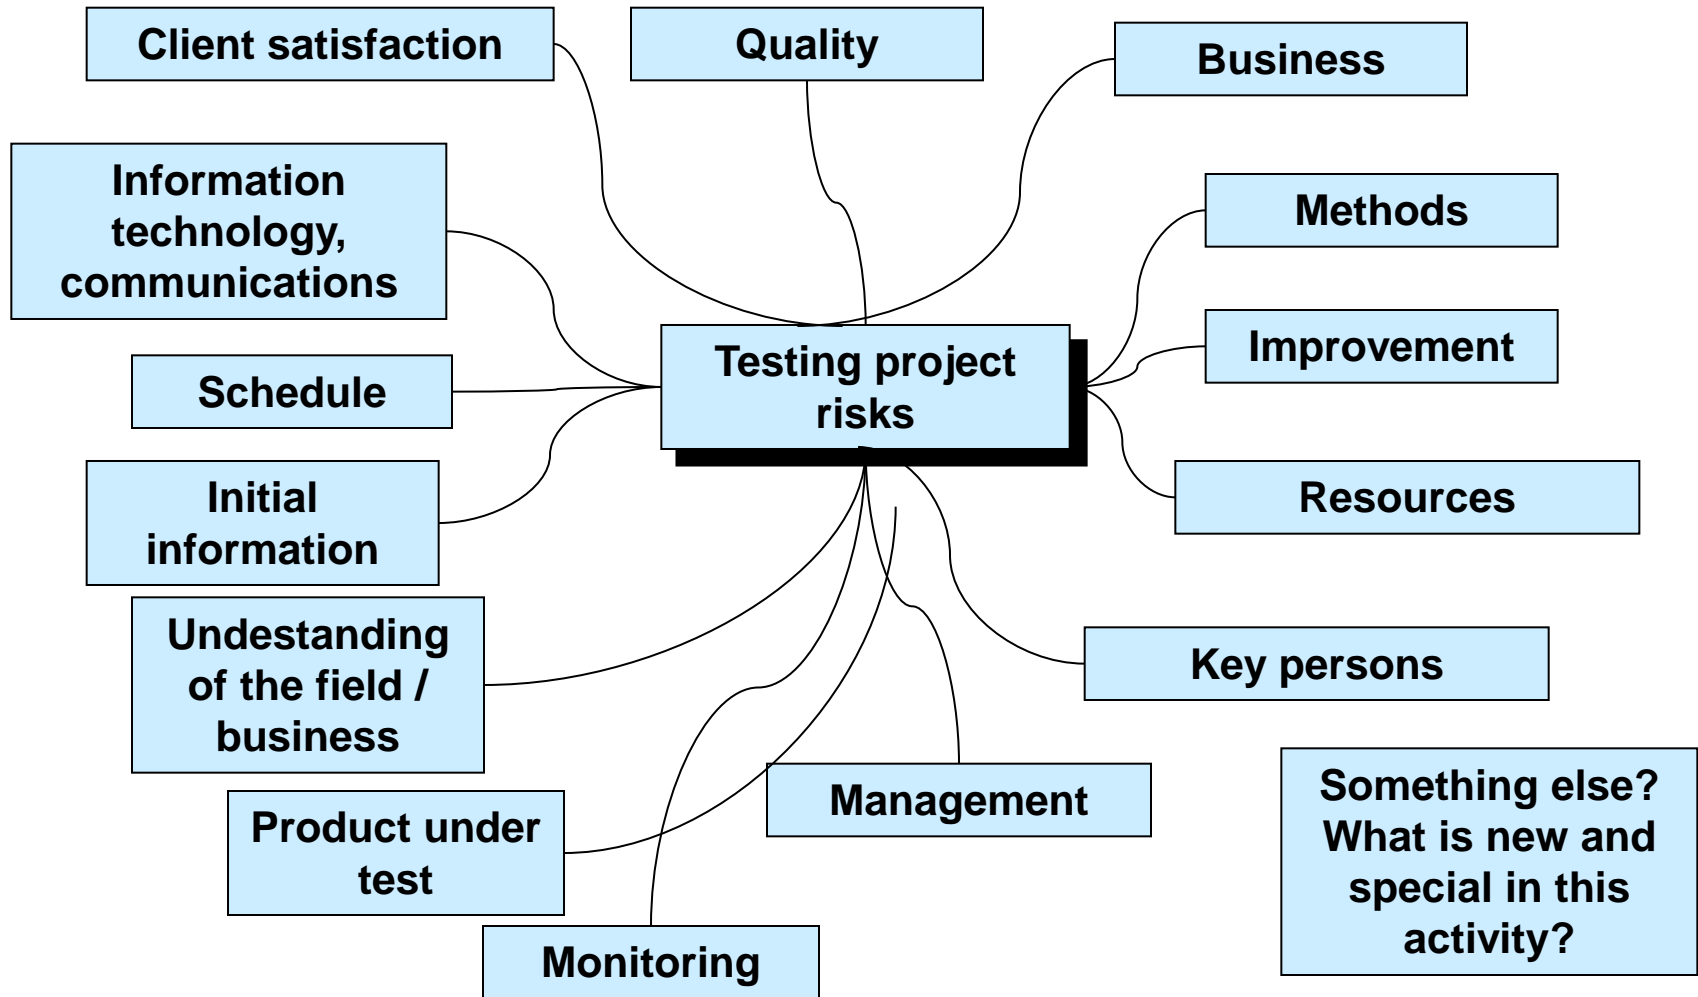 Client satisfaction
Quality
Business
Information
technology,
communications
Methods
Improvement
Testing project
risks
Schedule
Initial
information
Resources
Undestanding
of the field /
business
Key persons
Management
Product under
test
Something else?
What is new and
special in this
activity?
Monitoring